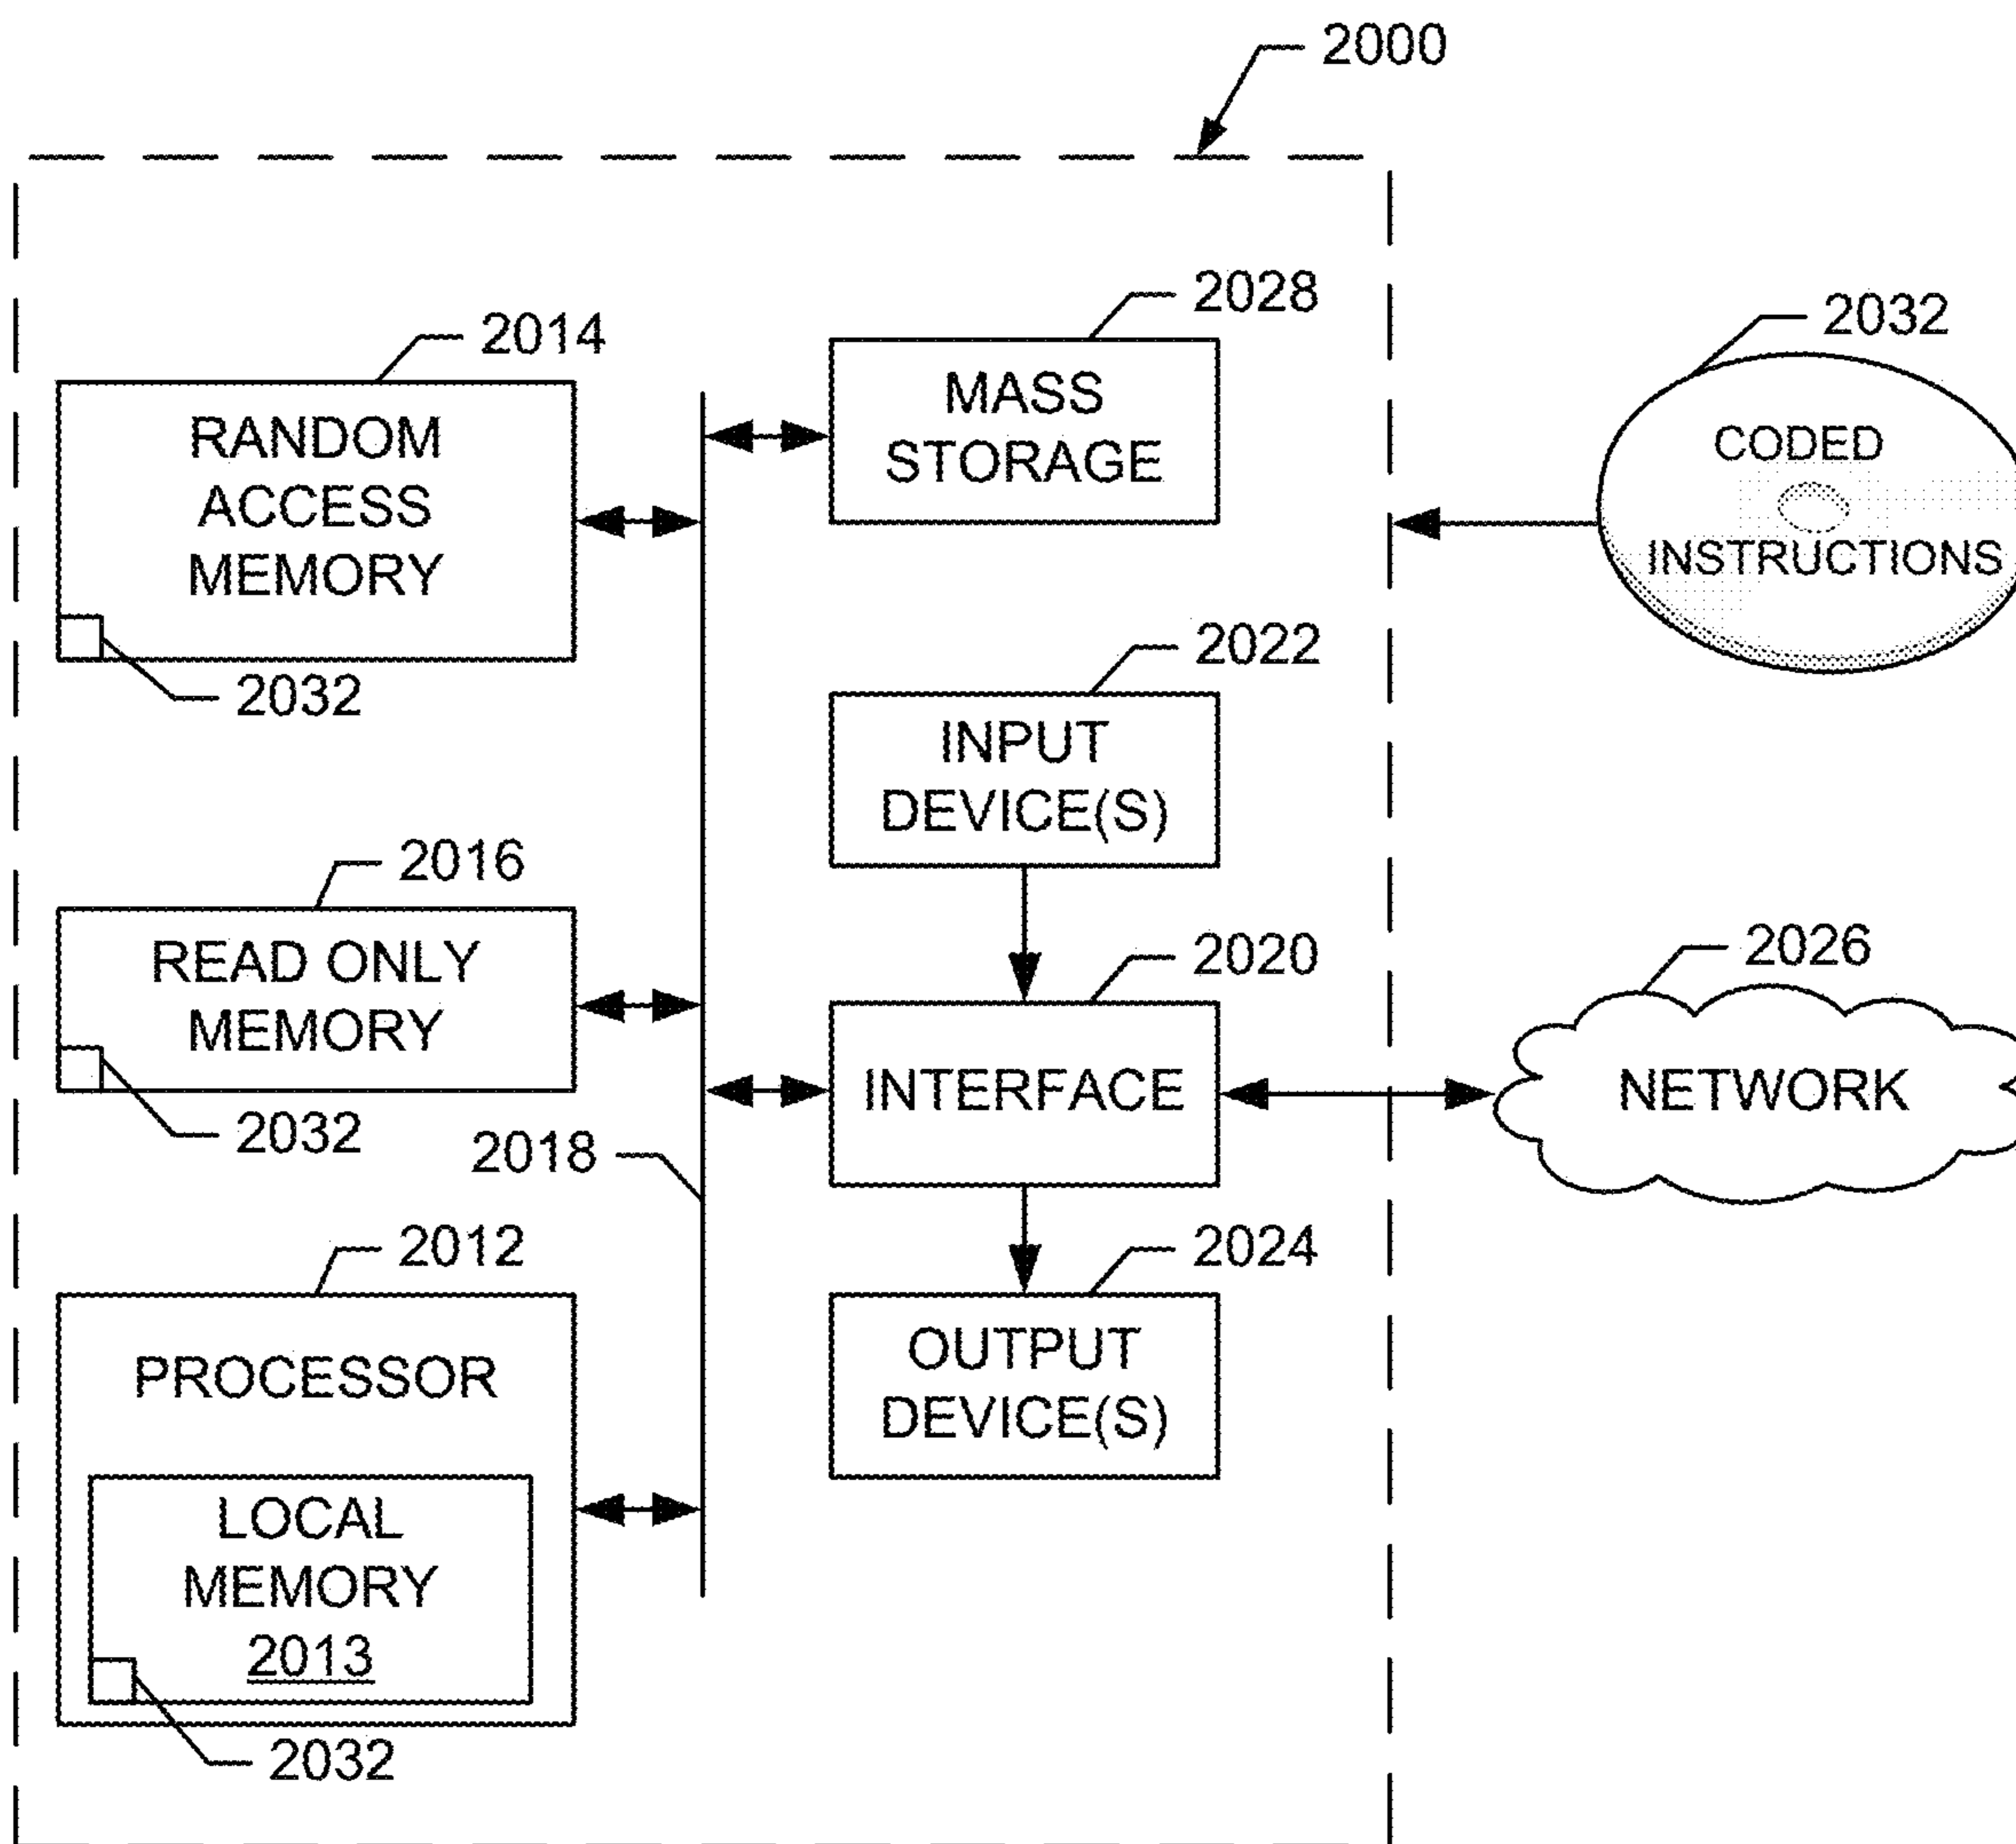 2000
2028
2014
2032
MASS
STORAGE
RANDOM
ACCESS
MEMORY
CODED
INSTRUCTIONS
2032
2022
INPUT
DEVICE(S)
2016
READ ONLY
MEMORY
2020
2026
INTERFACE
NETWORK
2032
2018
2012
2024
PROCESSOR
OUTPUT
DEVICE(S)
LOCAL
MEMORY
2013
2032